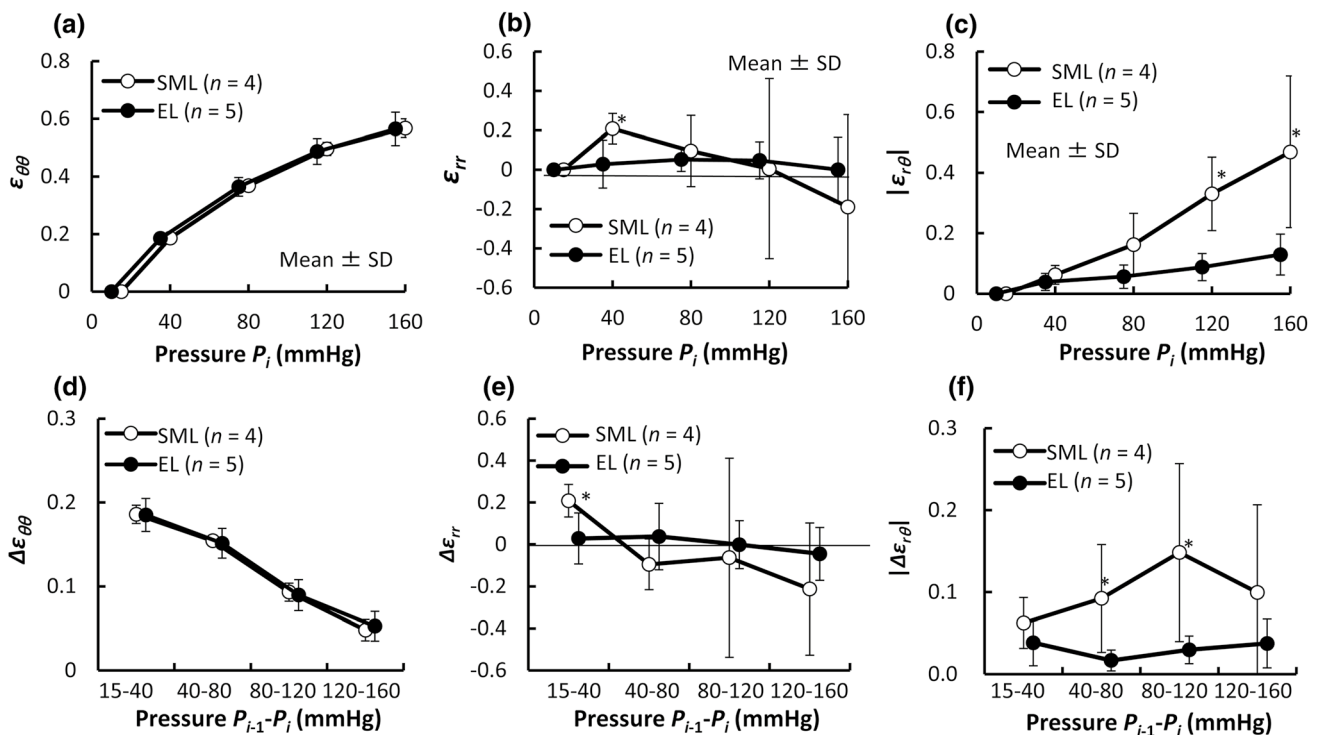 (a)
0.8
0.6
0.4
0.2
0
εθθ
SML (n = 4)
EL (n = 5)
Mean ± SD
0 40 80 120 160
Pressure Pi (mmHg)
(b)
0.6
0.4
0.2
0
-0.2
-0.4
-0.6
εrr
Mean ± SD
*
SML (n = 4)
EL (n = 5)
0 40 80 120 160
Pressure Pi (mmHg)
(c)
0.8
0.6
0.4
0.2
0
|εrθ|
SML (n = 4)
EL (n = 5)
Mean ± SD
*
*
0 40 80 120 160
Pressure Pi (mmHg)
(d)
0.3
0.2
0.1
0
Δεθθ
SML (n = 4)
EL (n = 5)
15-40 40-80 80-120 120-160
Pressure Pi-1-Pi (mmHg)
(e)
0.6
0.4
0.2
0
-0.2
-0.4
-0.6
Δεrr
SML (n = 4)
EL (n = 5)
*
15-40 40-80 80-120 120-160
Pressure Pi-1-Pi (mmHg)
(f)
0.3
0.2
0.1
0.0
|Δεrθ|
SML (n = 4)
EL (n = 5)
*
*
15-40 40-80 80-120 120-160
Pressure Pi-1-Pi (mmHg)